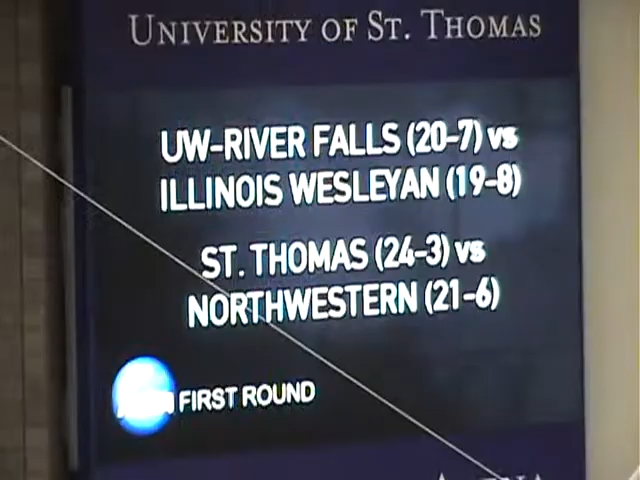 UNIVERSITY OF ST. THOMAS
UW-RIVER FALLS (20-7) vs
ILLINOIS WESLEYAN (19-8)
ST. THOMAS (24-3) vs
NORTHWESTERN (21-6)
FIRST ROUND